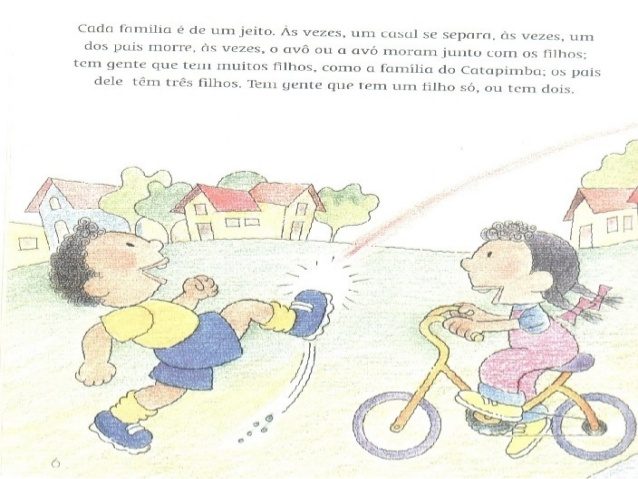 Cada família é de um jeito. Às vezes, um casal se separa, às vezes, um
dos pais morre, às vezes, o avô ou a avó moram junto com os filhos;
tem gente que tem muitos filhos, como a família do Catapimba; os pais
dele têm três filhos. Tem gente que tem um filho só, ou tem dois.
6